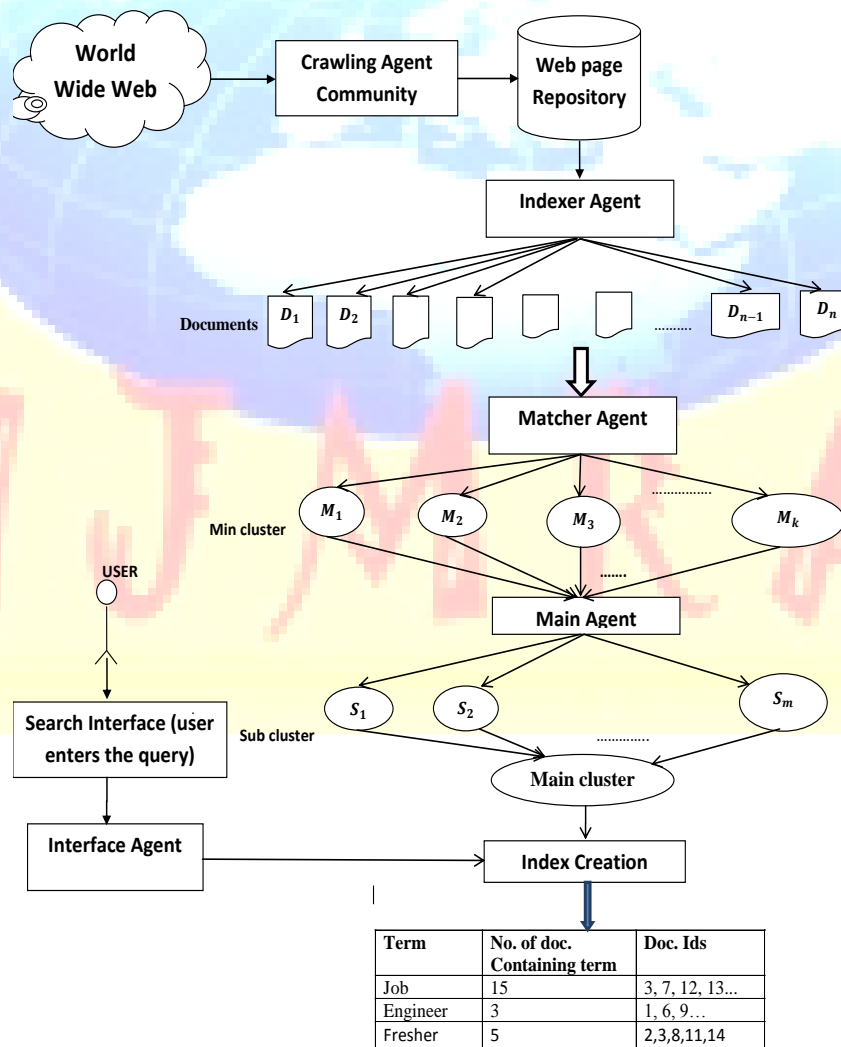 World
Wide Web
Crawling Agent
Community
Web page
Repository
Indexer Agent
Documents
D₁
D₂
..........
Dₙ₋₁
Dₙ
Matcher Agent
Min cluster
M₁
M₂
M₃
................
Mₖ
.......
USER
Main Agent
Search Interface (user
enters the query)
Sub cluster
S₁
S₂
Sₘ
..............
Main cluster
Interface Agent
Index Creation
Term No. of doc. Doc. Ids
Containing term
Job 15 3, 7, 12, 13...
Engineer 3 1, 6, 9…
Fresher 5 2,3,8,11,14